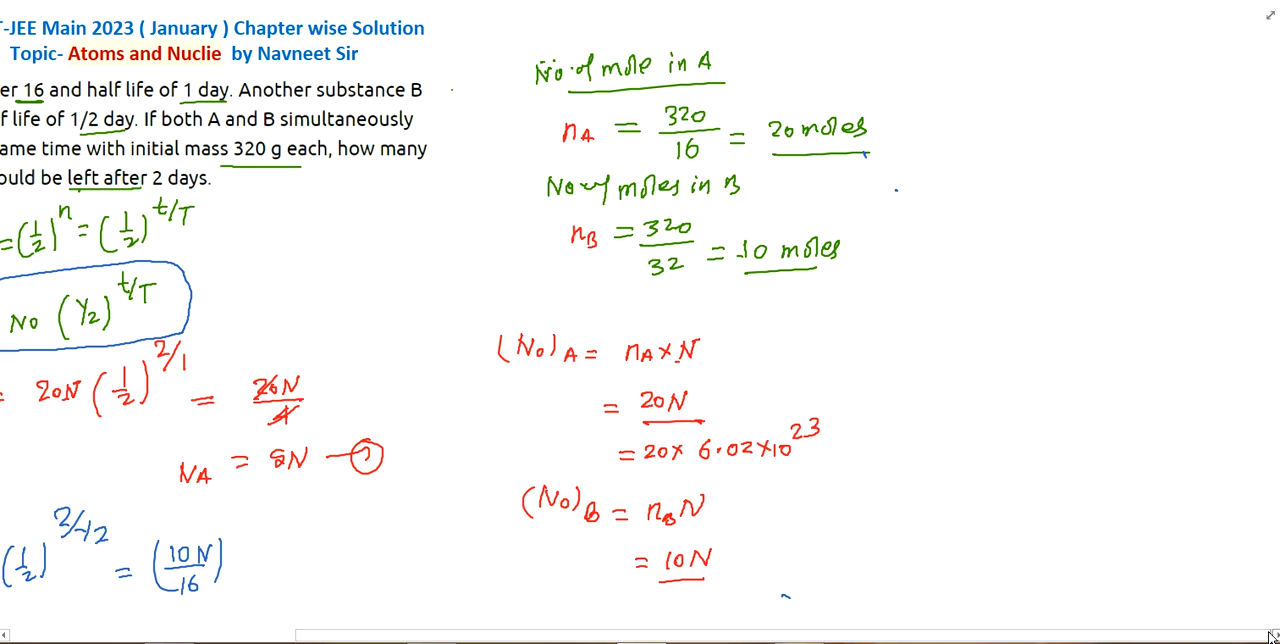 T-JEE Main 2023 ( January ) Chapter wise Solution
Topic- Atoms and Nuclie by Navneet Sir
er 16 and half life of 1 day. Another substance B
f life of 1/2 day. If both A and B simultaneously
ame time with initial mass 320 g each, how many
ould be left after 2 days.
= (1/2)^n = (1/2)^t/T
No (1/2)^t/T
= 20N (1/2)^2/1 = 20N/4
NA = 5N — 1
(1/2)^2/1/2 = (10N/16)
No. of mole in A
nA = 320/16 = 20 moles
No of moles in B
nB = 320/32 = 10 moles
(No)A = nA × N
= 20N
= 20 × 6.02 × 10^23
(No)B = nB N
= 10N